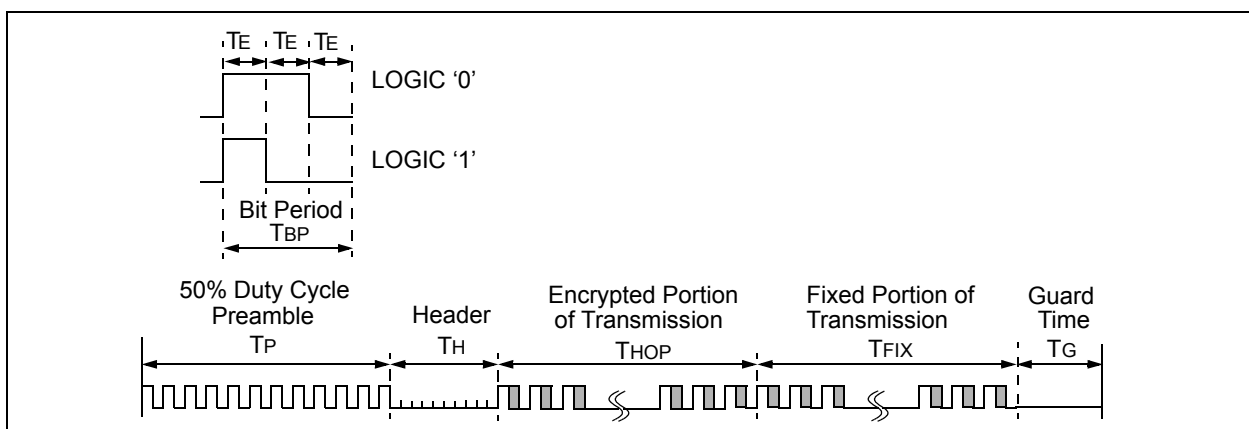 TE TE TE
LOGIC ‘0’
LOGIC ‘1’
Bit Period
TBP
50% Duty Cycle
Preamble
TP
Header
TH
Encrypted Portion
of Transmission
THOP
Fixed Portion of
Transmission
TFIX
Guard
Time
TG